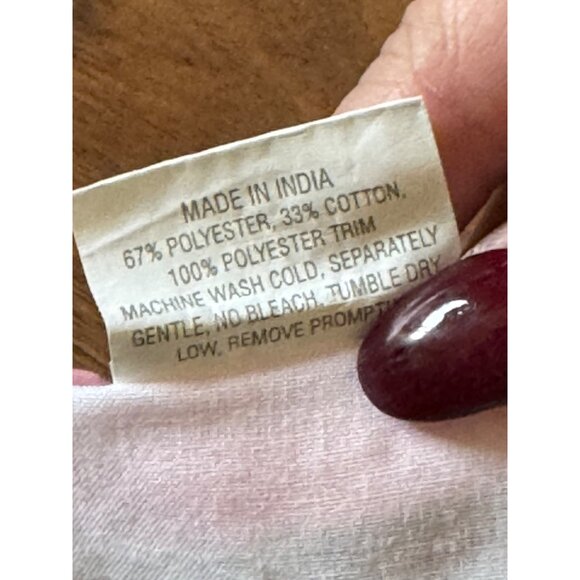 MADE IN INDIA
67% POLYESTER, 33% COTTON,
100% POLYESTER TRIM
MACHINE WASH COLD, SEPARATELY
GENTLE, NO BLEACH, TUMBLE DRY
LOW, REMOVE